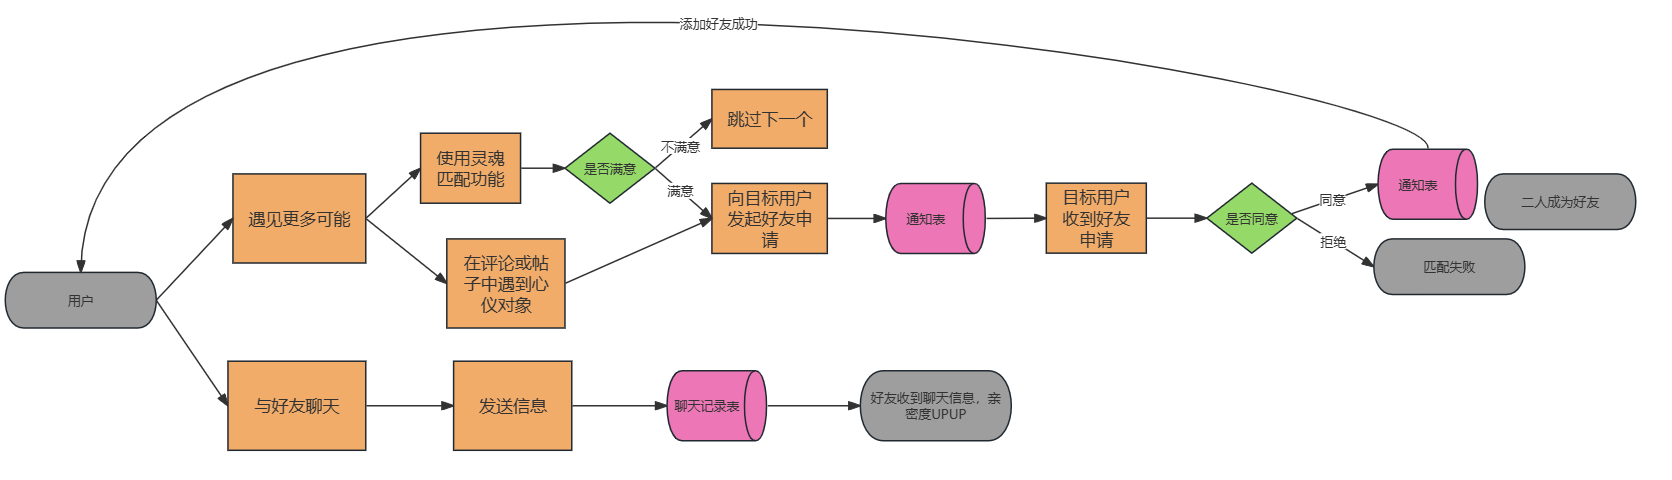 添加好友成功
跳过下一个
使用灵魂
匹配功能
是否满意
不满意
满意
遇见更多可能
向目标用户
发起好友申
请
通知表
目标用户
收到好友
申请
是否同意
同意
拒绝
通知表
二人成为好友
匹配失败
在评论或帖
子中遇到心
仪对象
用户
与好友聊天
发送信息
聊天记录表
好友收到聊天信息，亲
密度UPUP